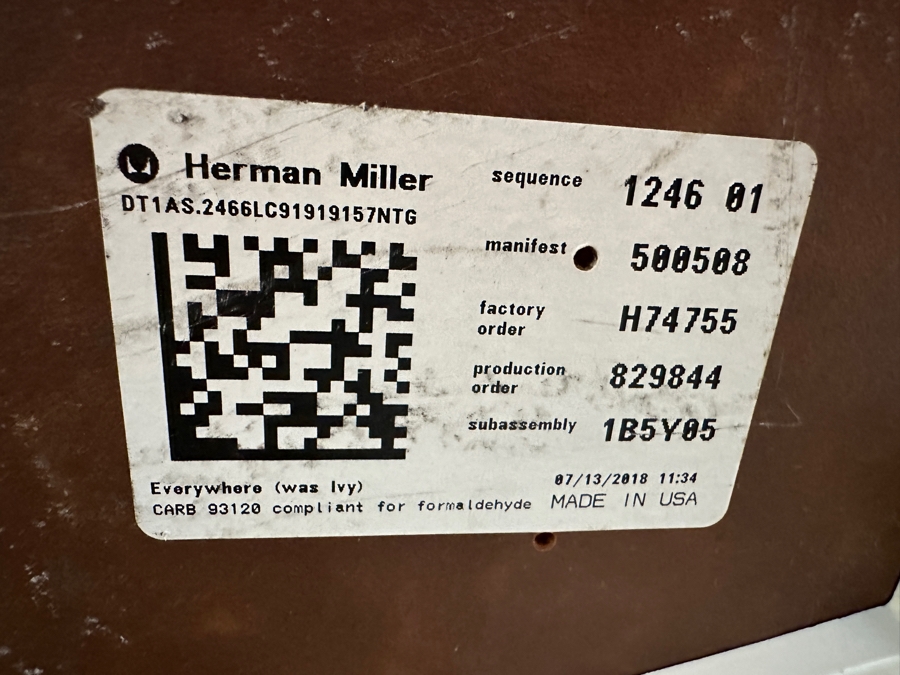 Herman Miller
DT1AS.2466LC91919157NTG
sequence 1246 01
manifest 500508
factory order H74755
production order 829844
subassembly 1B5Y05
Everywhere (was Ivy)
CARB 93120 compliant for formaldehyde
07/13/2018 11:34
MADE IN USA